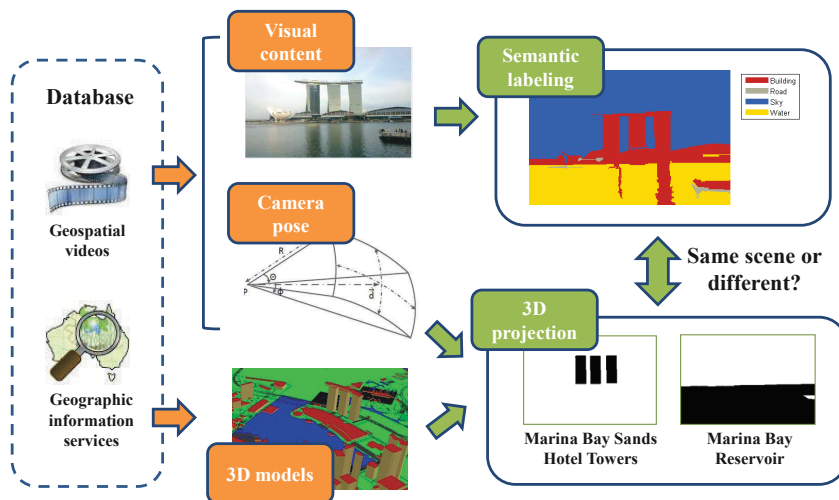 Database
Geospatial
videos
Geographic
information
services
Visual
content
Camera
pose
R
Θ
P
ϕ
d
3D models
Semantic
labeling
Building
Road
Sky
Water
Same scene or
different?
3D
projection
Marina Bay Sands
Hotel Towers
Marina Bay
Reservoir